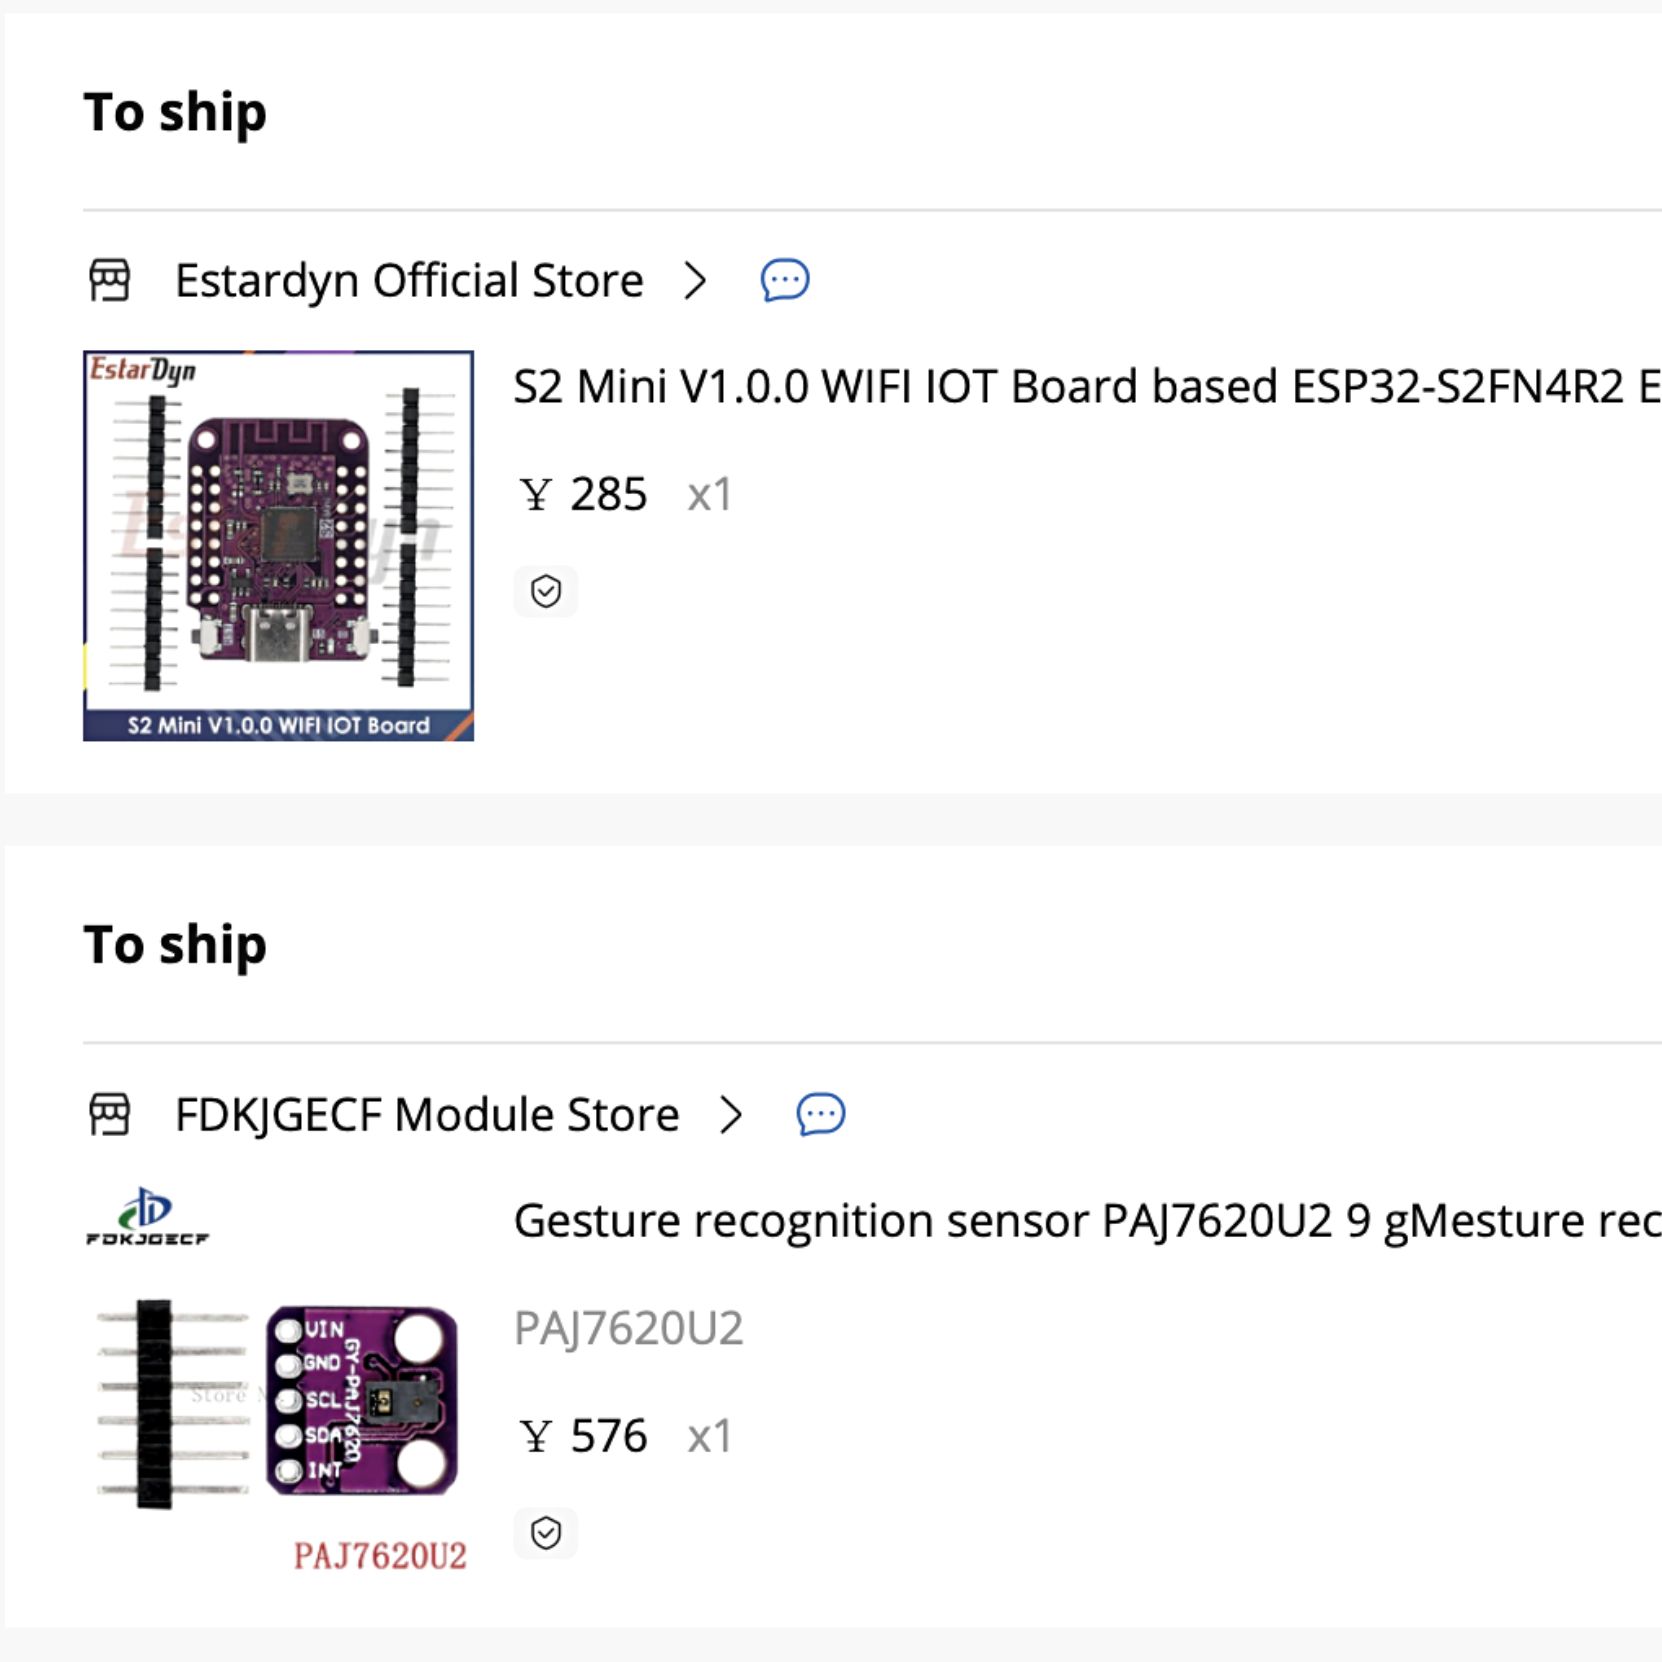 To ship
Estardyn Official Store
EstarDyn
S2 Mini V1.0.0 WIFI IOT Board
S2 Mini V1.0.0 WIFI IOT Board based ESP32-S2FN4R2 E
¥ 285 x1
To ship
FDKJGECF Module Store
FDKJGECF
VIN
GND
SCL
SDA
INT
GY-PAJ7620
Store N
PAJ7620U2
Gesture recognition sensor PAJ7620U2 9 gMesture rec
PAJ7620U2
¥ 576 x1